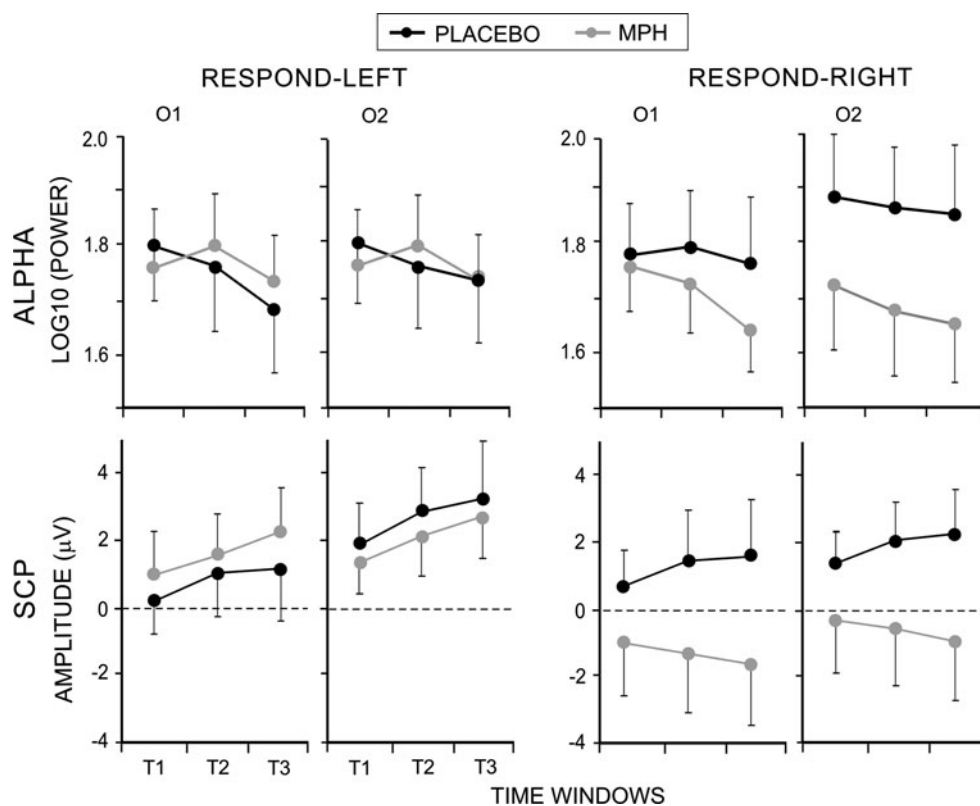 PLACEBO MPH
RESPOND-LEFT RESPOND-RIGHT
O1 O2 O1 O2
ALPHA
LOG10 (POWER)
2.0
1.8
1.6
2.0
1.8
1.6
SCP
AMPLITUDE (µV)
4
2
0
-2
-4
4
2
0
-2
-4
T1 T2 T3 T1 T2 T3
TIME WINDOWS